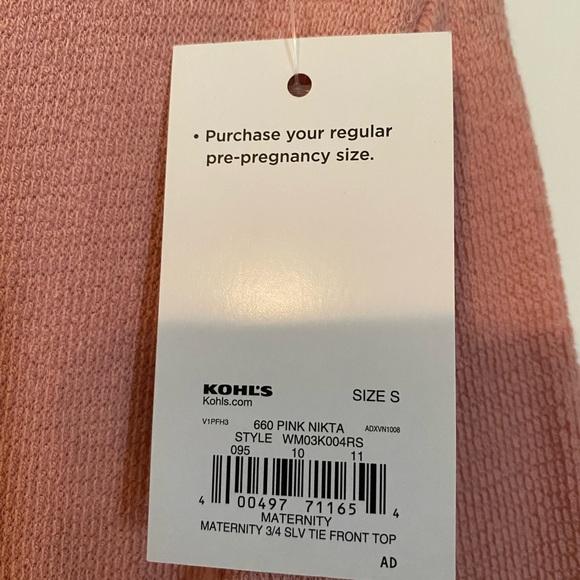 • Purchase your regular
pre-pregnancy size.
KOHL'S
Kohls.com
SIZE S
V1PFH3 660 PINK NIKTA ADXVN1008
STYLE WM03K004RS
095 10 11
4 00497 71165 4
MATERNITY
MATERNITY 3/4 SLV TIE FRONT TOP
AD